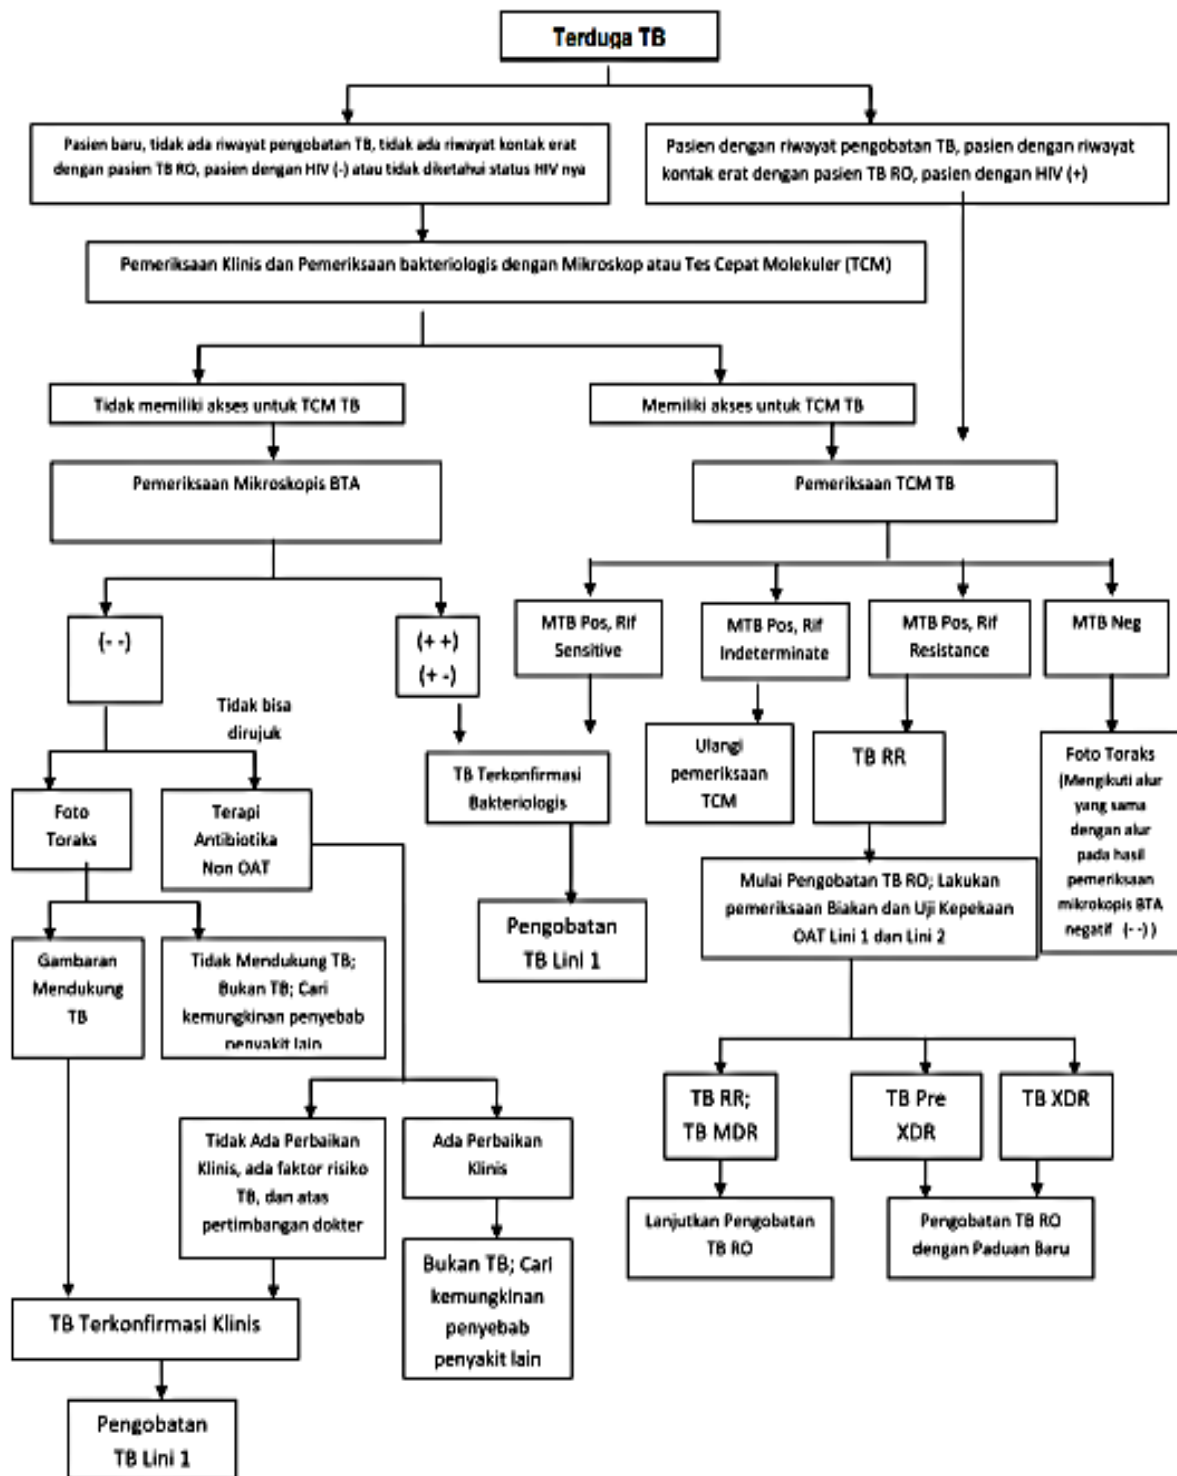 Terduga TB
Pasien baru, tidak ada riwayat pengobatan TB, tidak ada riwayat kontak erat
dengan pasien TB RO, pasien dengan HIV (-) atau tidak diketahui status HIV nya
Pasien dengan riwayat pengobatan TB, pasien dengan riwayat
kontak erat dengan pasien TB RO, pasien dengan HIV (+)
Pemeriksaan Klinis dan Pemeriksaan bakteriologis dengan Mikroskop atau Tes Cepat Molekuler (TCM)
Tidak memiliki akses untuk TCM TB
Memiliki akses untuk TCM TB
Pemeriksaan Mikroskopis BTA
Pemeriksaan TCM TB
(- -)
(+ +)
(+ -)
MTB Pos, Rif
Sensitive
MTB Pos, Rif
Indeterminate
MTB Pos, Rif
Resistance
MTB Neg
Tidak bisa
dirujuk
Foto
Toraks
Terapi
Antibiotika
Non OAT
TB Terkonfirmasi
Bakteriologis
Ulangi
pemeriksaan
TCM
TB RR
Foto Toraks
(Mengikuti alur
yang sama
dengan alur
pada hasil
pemeriksaan
mikrokopis BTA
negatif (- -) )
Mulai Pengobatan TB RO; Lakukan
pemeriksaan Biakan dan Uji Kepekaan
OAT Lini 1 dan Lini 2
Pengobatan
TB Lini 1
Gambaran
Mendukung
TB
Tidak Mendukung TB;
Bukan TB; Cari
kemungkinan penyebab
penyakit lain
TB RR;
TB MDR
TB Pre
XDR
TB XDR
Tidak Ada Perbaikan
Klinis, ada faktor risiko
TB, dan atas
pertimbangan dokter
Ada Perbaikan
Klinis
Lanjutkan Pengobatan
TB RO
Pengobatan TB RO
dengan Paduan Baru
Bukan TB; Cari
kemungkinan
penyebab
penyakit lain
TB Terkonfirmasi Klinis
Pengobatan
TB Lini 1